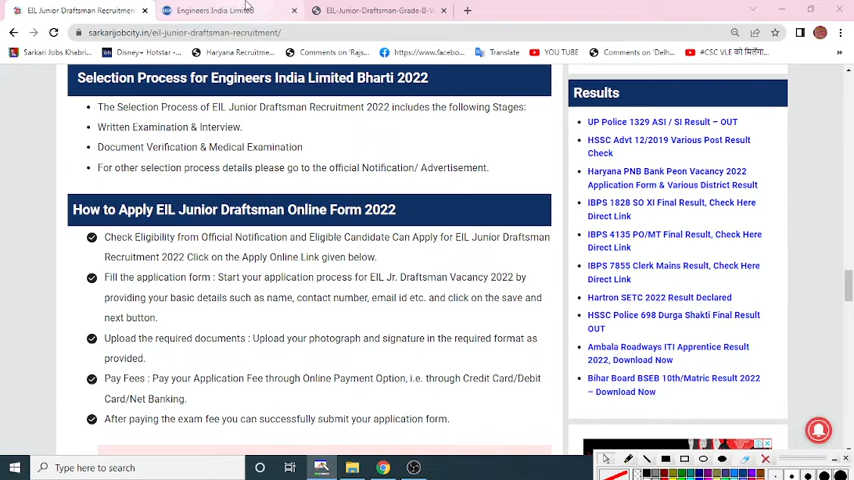 EIL Junior Draftsman Recruitmen
Engineers India Limited
EIL-Junior-Draftsman-Grade-II-V
sarkarijobcity.in/eil-junior-draftsman-recruitment/
Sarkari Jobs Khabri...
Disney+ Hotstar - ...
Haryana Recruitme...
Comments on 'Rajs...
https://www.facebo...
Translate
YOU TUBE
Comments on 'Delh...
#CSC VLE को मिलेंगे...
Selection Process for Engineers India Limited Bharti 2022
The Selection Process of EIL Junior Draftsman Recruitment 2022 includes the following Stages:
Written Examination & Interview.
Document Verification & Medical Examination
For other selection process details please go to the official Notification/ Advertisement.
How to Apply EIL Junior Draftsman Online Form 2022
Check Eligibility from Official Notification and Eligible Candidate Can Apply for EIL Junior Draftsman
Recruitment 2022 Click on the Apply Online Link given below.
Fill the application form : Start your application process for EIL Jr. Draftsman Vacancy 2022 by
providing your basic details such as name, contact number, email id etc. and click on the save and
next button.
Upload the required documents : Upload your photograph and signature in the required format as
provided.
Pay Fees : Pay your Application Fee through Online Payment Option, i.e. through Credit Card/Debit
Card/Net Banking.
After paying the exam fee you can successfully submit your application form.
Results
UP Police 1329 ASI / SI Result – OUT
HSSC Advt 12/2019 Various Post Result
Check
Haryana PNB Bank Peon Vacancy 2022
Application Form & Various District Result
IBPS 1828 SO XI Final Result, Check Here
Direct Link
IBPS 4135 PO/MT Final Result, Check Here
Direct Link
IBPS 7855 Clerk Mains Result, Check Here
Direct Link
Hartron SETC 2022 Result Declared
HSSC Police 698 Durga Shakti Final Result
OUT
Ambala Roadways ITI Apprentice Result
2022, Download Now
Bihar Board BSEB 10th/Matric Result 2022
– Download Now
Type here to search